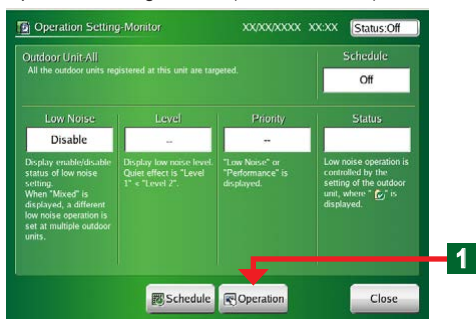 Operation Setting-Monitor XX/XX/XXXX XX:XX Status:Off
Outdoor Unit-All
All the outdoor units registered at this unit are targeted.
Schedule
Off
Low Noise Level Priority Status
Disable -- --
Display enable/disable
status of low noise
setting.
When "Mixed" is
displayed, a different
low noise operation is
set at multiple outdoor
units.
Display low noise level.
Quiet effect is "Level
1" < "Level 2".
"Low Noise" or
"Performance" is
displayed.
Low noise operation is
controlled by the
setting of the outdoor
unit, where " " is
displayed.
1
Schedule Operation Close